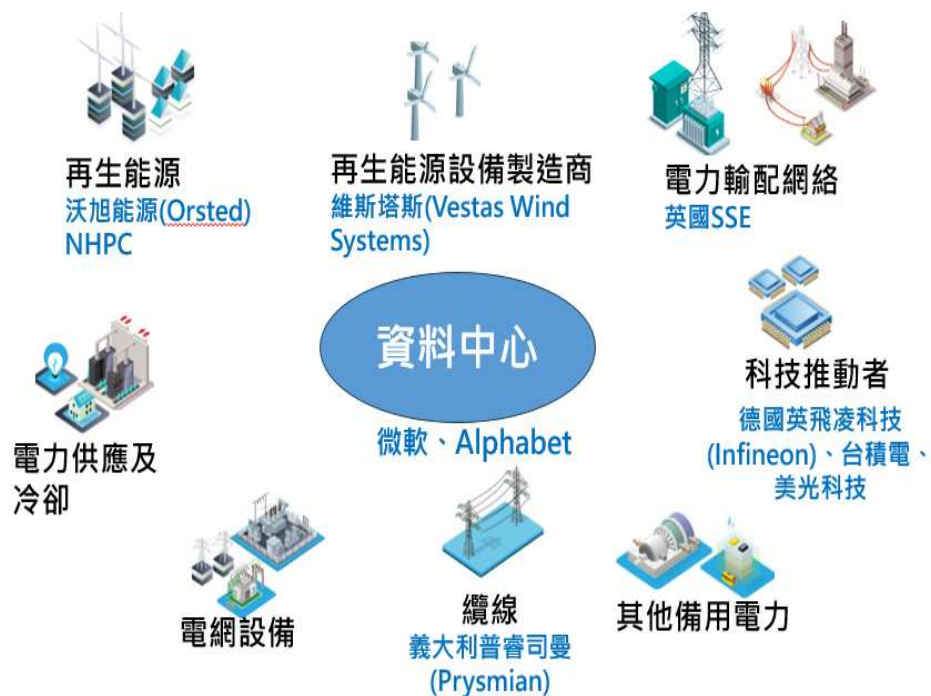 再生能源
沃旭能源(Orsted)
NHPC
再生能源設備製造商
維斯塔斯(Vestas Wind
Systems)
電力輸配網絡
英國SSE
資料中心
微軟、Alphabet
科技推動者
德國英飛凌科技
(Infineon)、台積電、
美光科技
電力供應及
冷卻
電網設備
纜線
義大利普睿司曼
(Prysmian)
其他備用電力